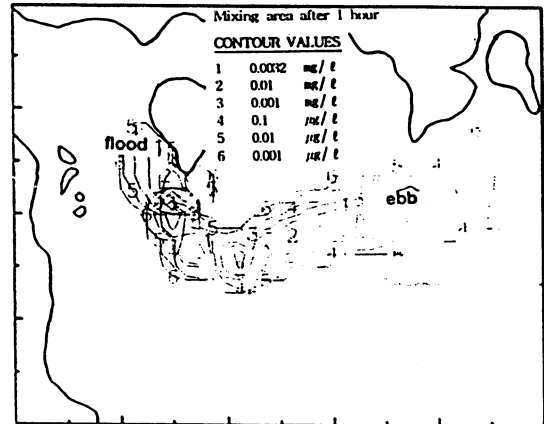 Mixing area after 1 hour
CONTOUR VALUES
1 0.0032 mg/ℓ
2 0.01 mg/ℓ
3 0.001 mg/ℓ
4 0.1 µg/ℓ
5 0.01 µg/ℓ
6 0.001 µg/ℓ
flood
ebb